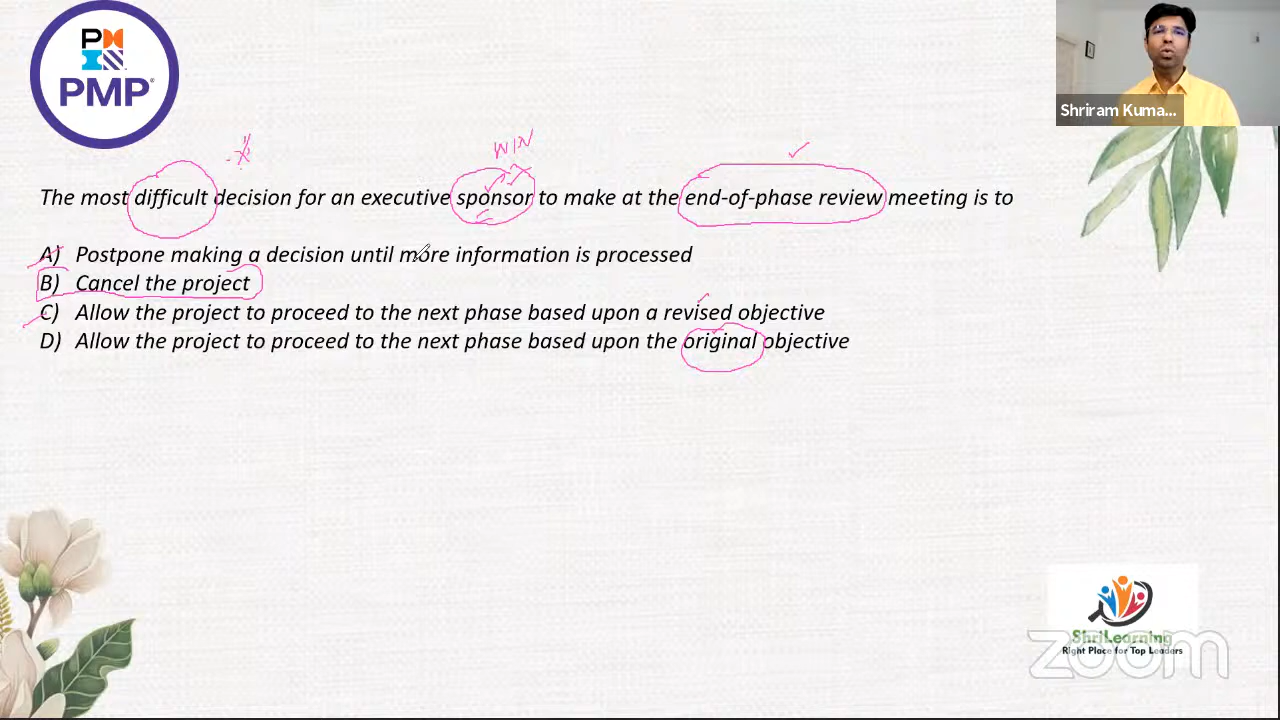 PM
PMP®
Shriram Kuma...
WIN
The most difficult decision for an executive sponsor to make at the end-of-phase review meeting is to
A) Postpone making a decision until more information is processed
B) Cancel the project
C) Allow the project to proceed to the next phase based upon a revised objective
D) Allow the project to proceed to the next phase based upon the original objective
ShriLearning
Right Place for Top Leaders
zoom